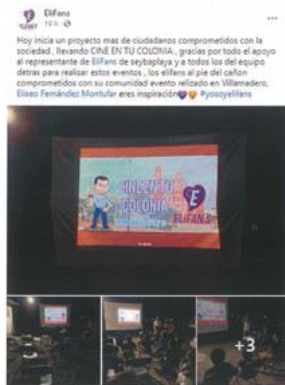 EliFans
Hoy inicia un proyecto mas de ciudadanos comprometidos con la
sociedad , llevando CINE EN TU COLONIA , gracias por todo el apoyo
al representante de EliFans de seybaplaya y a todos los del equipo
detras para realizar estos eventos , los elifans al pie del cañon
comprometidos con su comunidad evento relizado en Villamadero,
Eliseo Fernández Montufar eres inspiración #yosoyelifans
CINE EN TU
COLONIA
E
ELIFAN'S
+3